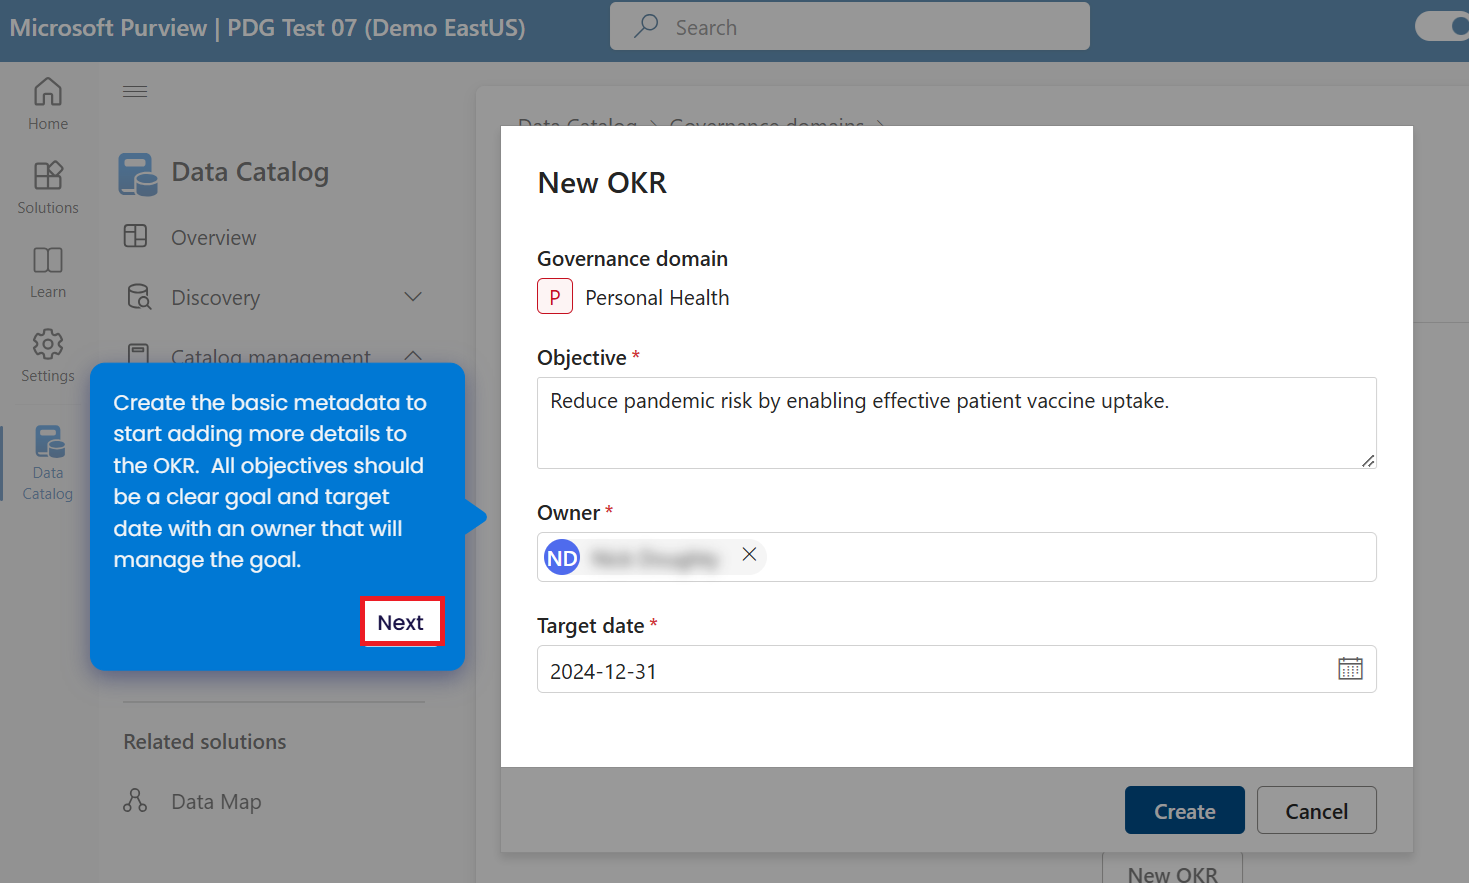 Microsoft Purview | PDG Test 07 (Demo EastUS)
Search
Home
Solutions
Learn
Settings
Data
Catalog
Data Catalog
Overview
Discovery
Catalog management
Create the basic metadata to
start adding more details to
the OKR. All objectives should
be a clear goal and target
date with an owner that will
manage the goal.
Next
Related solutions
Data Map
Data Catalog > Governance domains >
New OKR
Governance domain
P Personal Health
Objective *
Reduce pandemic risk by enabling effective patient vaccine uptake.
Owner *
ND
Target date *
2024-12-31
Create
Cancel
New OKR